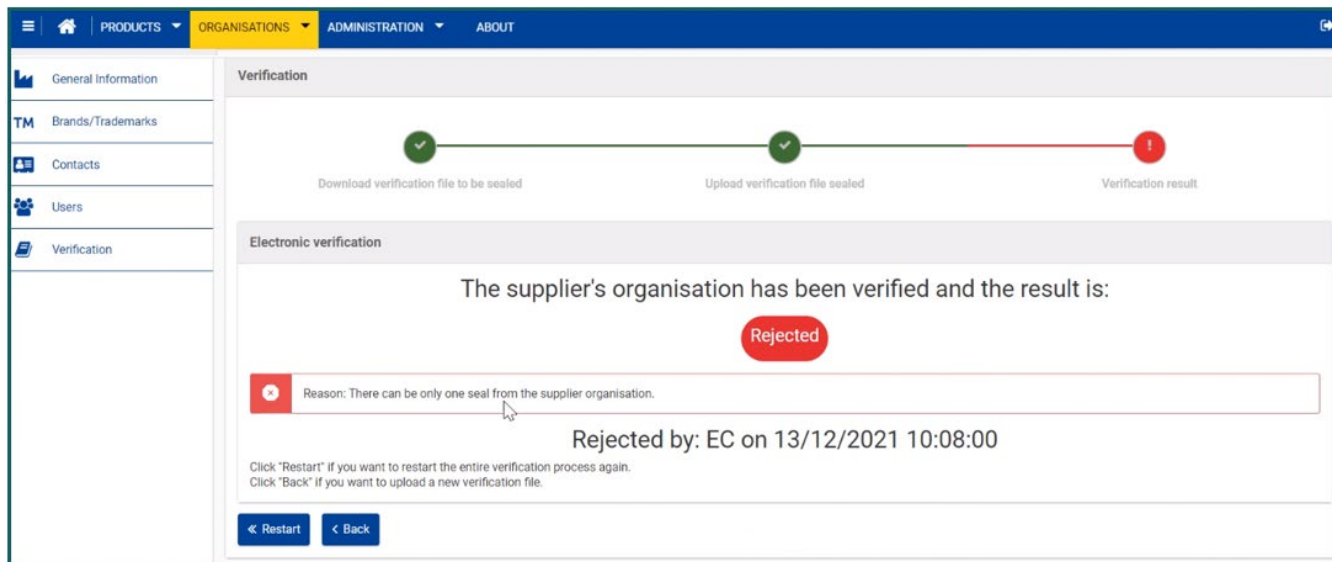 PRODUCTS ORGANISATIONS ADMINISTRATION ABOUT
General Information
TM Brands/Trademarks
Contacts
Users
Verification
Verification
Download verification file to be sealed
Upload verification file sealed
Verification result
Electronic verification
The supplier's organisation has been verified and the result is:
Rejected
Reason: There can be only one seal from the supplier organisation.
Rejected by: EC on 13/12/2021 10:08:00
Click "Restart" if you want to restart the entire verification process again.
Click "Back" if you want to upload a new verification file.
Restart Back